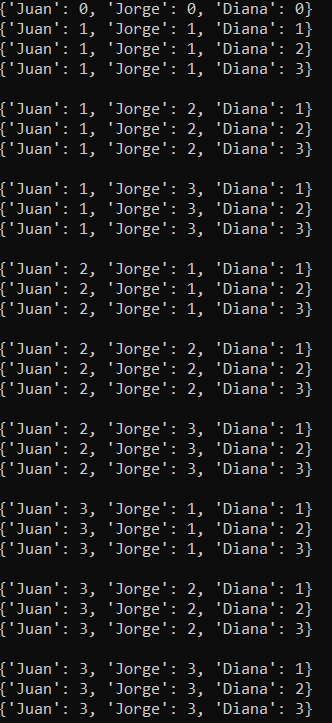 {'Juan': 0, 'Jorge': 0, 'Diana': 0}
{'Juan': 1, 'Jorge': 1, 'Diana': 1}
{'Juan': 1, 'Jorge': 1, 'Diana': 2}
{'Juan': 1, 'Jorge': 1, 'Diana': 3}
{'Juan': 1, 'Jorge': 2, 'Diana': 1}
{'Juan': 1, 'Jorge': 2, 'Diana': 2}
{'Juan': 1, 'Jorge': 2, 'Diana': 3}
{'Juan': 1, 'Jorge': 3, 'Diana': 1}
{'Juan': 1, 'Jorge': 3, 'Diana': 2}
{'Juan': 1, 'Jorge': 3, 'Diana': 3}
{'Juan': 2, 'Jorge': 1, 'Diana': 1}
{'Juan': 2, 'Jorge': 1, 'Diana': 2}
{'Juan': 2, 'Jorge': 1, 'Diana': 3}
{'Juan': 2, 'Jorge': 2, 'Diana': 1}
{'Juan': 2, 'Jorge': 2, 'Diana': 2}
{'Juan': 2, 'Jorge': 2, 'Diana': 3}
{'Juan': 2, 'Jorge': 3, 'Diana': 1}
{'Juan': 2, 'Jorge': 3, 'Diana': 2}
{'Juan': 2, 'Jorge': 3, 'Diana': 3}
{'Juan': 3, 'Jorge': 1, 'Diana': 1}
{'Juan': 3, 'Jorge': 1, 'Diana': 2}
{'Juan': 3, 'Jorge': 1, 'Diana': 3}
{'Juan': 3, 'Jorge': 2, 'Diana': 1}
{'Juan': 3, 'Jorge': 2, 'Diana': 2}
{'Juan': 3, 'Jorge': 2, 'Diana': 3}
{'Juan': 3, 'Jorge': 3, 'Diana': 1}
{'Juan': 3, 'Jorge': 3, 'Diana': 2}
{'Juan': 3, 'Jorge': 3, 'Diana': 3}